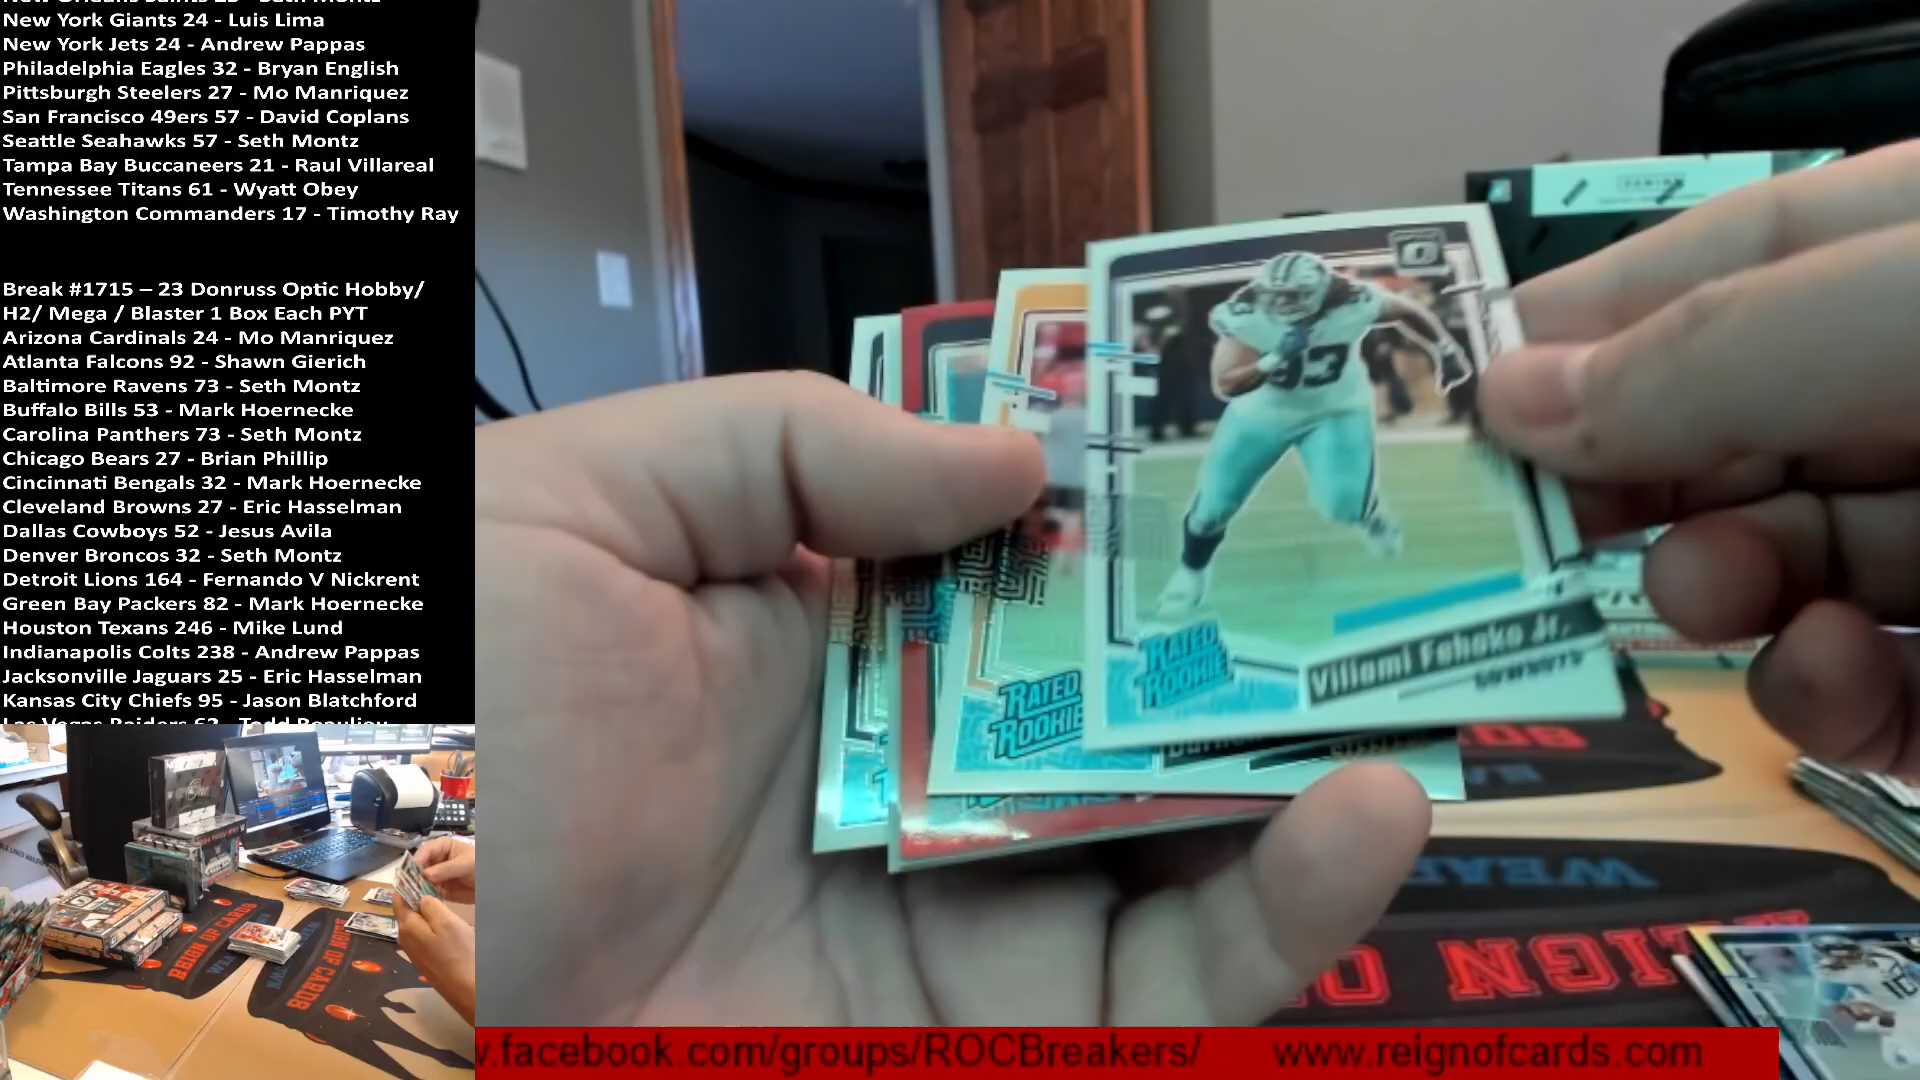 New York Giants 24 - Luis Lima
New York Jets 24 - Andrew Pappas
Philadelphia Eagles 32 - Bryan English
Pittsburgh Steelers 27 - Mo Manriquez
San Francisco 49ers 57 - David Coplans
Seattle Seahawks 57 - Seth Montz
Tampa Bay Buccaneers 21 - Raul Villareal
Tennessee Titans 61 - Wyatt Obey
Washington Commanders 17 - Timothy Ray
Break #1715 – 23 Donruss Optic Hobby/
H2/ Mega / Blaster 1 Box Each PYT
Arizona Cardinals 24 - Mo Manriquez
Atlanta Falcons 92 - Shawn Gierich
Baltimore Ravens 73 - Seth Montz
Buffalo Bills 53 - Mark Hoernecke
Carolina Panthers 73 - Seth Montz
Chicago Bears 27 - Brian Phillip
Cincinnati Bengals 32 - Mark Hoernecke
Cleveland Browns 27 - Eric Hasselman
Dallas Cowboys 52 - Jesus Avila
Denver Broncos 32 - Seth Montz
Detroit Lions 164 - Fernando V Nickrent
Green Bay Packers 82 - Mark Hoernecke
Houston Texans 246 - Mike Lund
Indianapolis Colts 238 - Andrew Pappas
Jacksonville Jaguars 25 - Eric Hasselman
Kansas City Chiefs 95 - Jason Blatchford
93
RATED
ROOKIE
Viliami Fehoko Jr.
COWBOYS
RATED
ROOKIE
REIGN OF CARDS
REIGN OF CARDS
.facebook.com/groups/ROCBreakers/
www.reignofcards.com